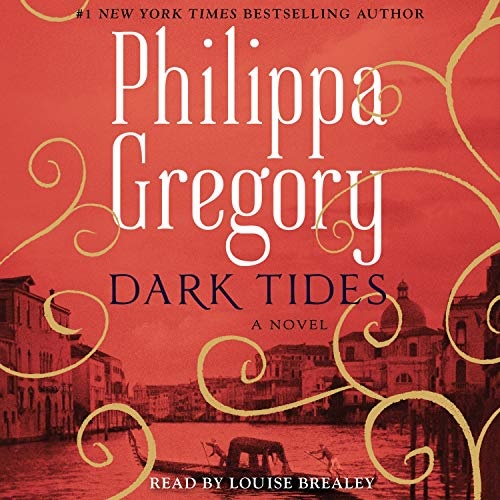 #1 NEW YORK TIMES BESTSELLING AUTHOR
Philippa
Gregory
DARK TIDES
A NOVEL
READ BY LOUISE BREALEY